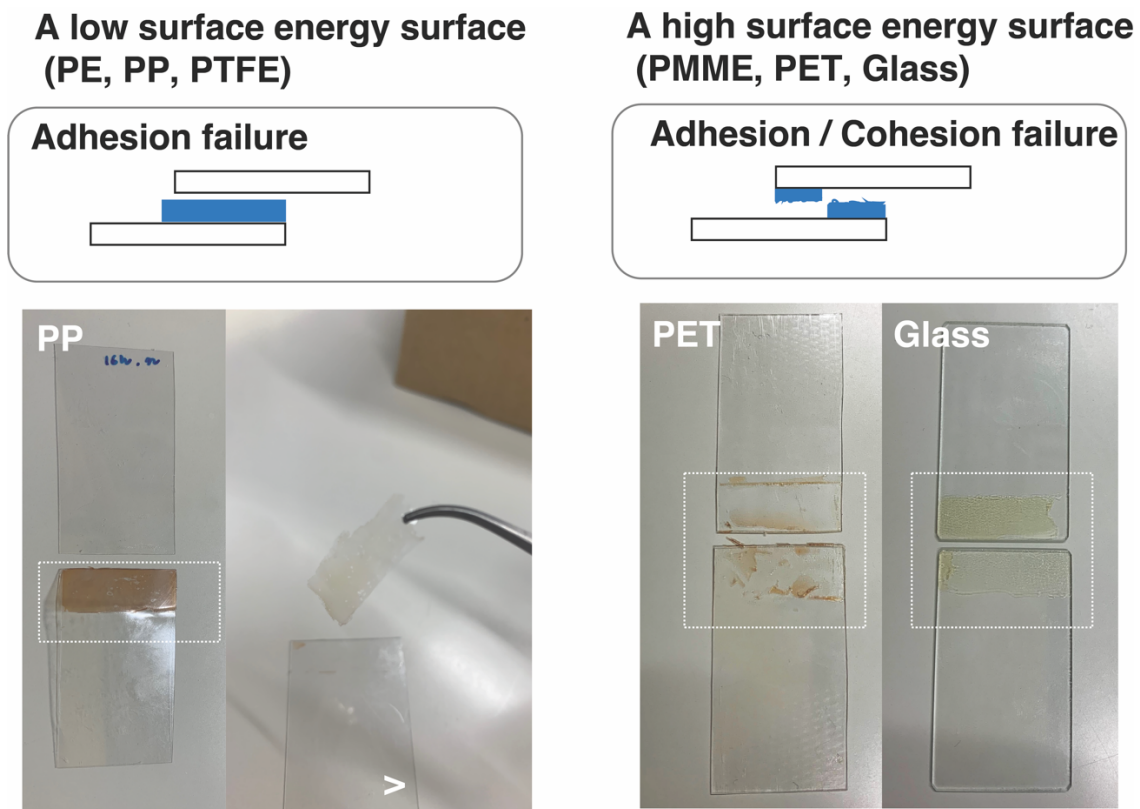 A low surface energy surface
(PE, PP, PTFE)
Adhesion failure
PP
>
A high surface energy surface
(PMME, PET, Glass)
Adhesion / Cohesion failure
PET
Glass